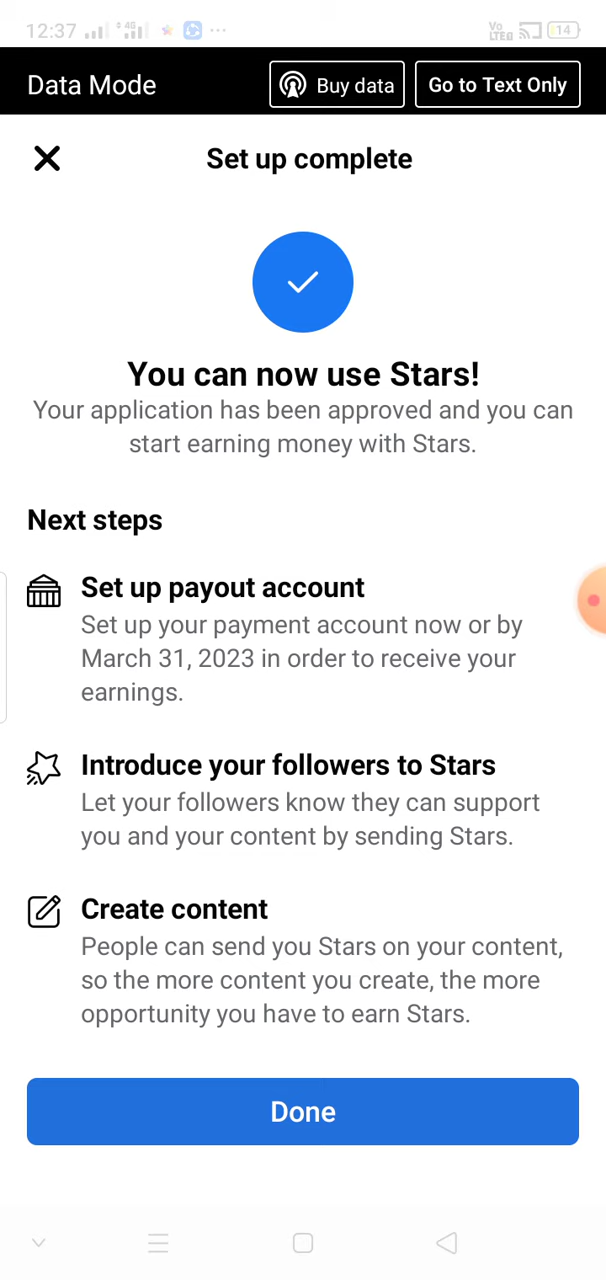 12:37
4G
Vo
LTE
14
Data Mode
Buy data
Go to Text Only
Set up complete
You can now use Stars!
Your application has been approved and you can
start earning money with Stars.
Next steps
Set up payout account
Set up your payment account now or by
March 31, 2023 in order to receive your
earnings.
Introduce your followers to Stars
Let your followers know they can support
you and your content by sending Stars.
Create content
People can send you Stars on your content,
so the more content you create, the more
opportunity you have to earn Stars.
Done